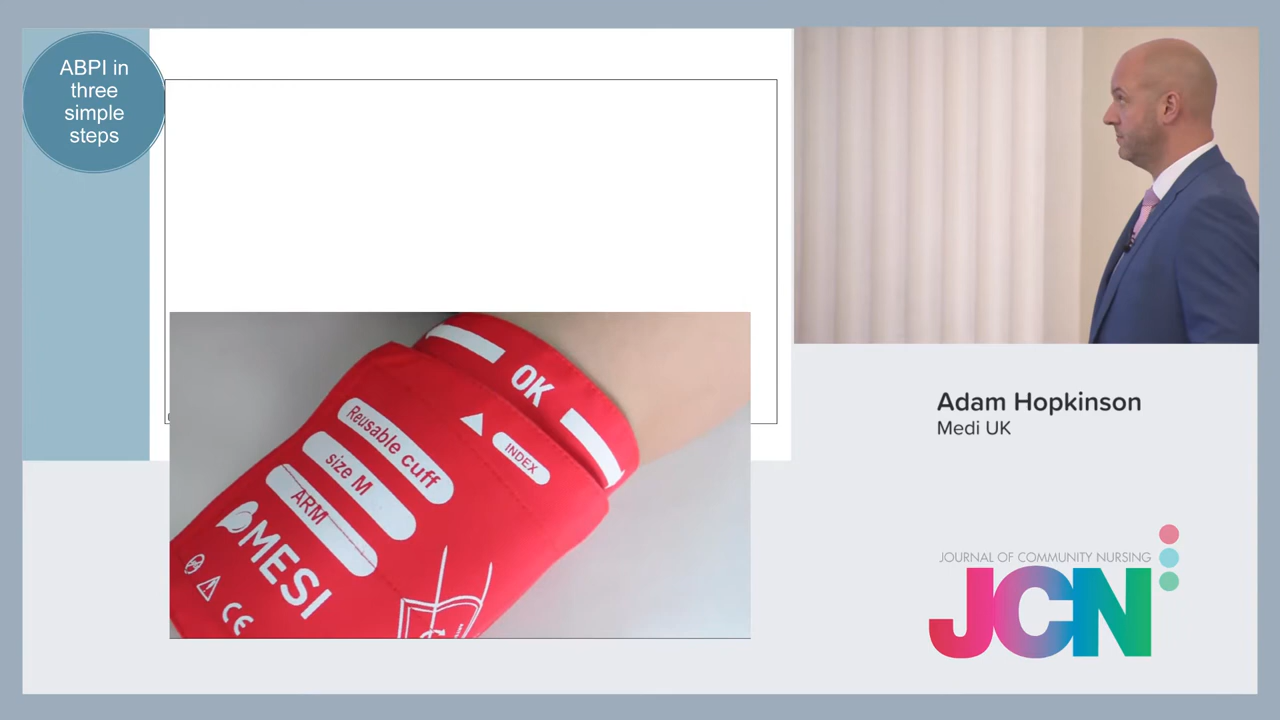 ABPI in
three
simple
steps
OK
INDEX
Reusable cuff
size M
ARM
MESI
CE
Adam Hopkinson
Medi UK
JOURNAL OF COMMUNITY NURSING
JCN